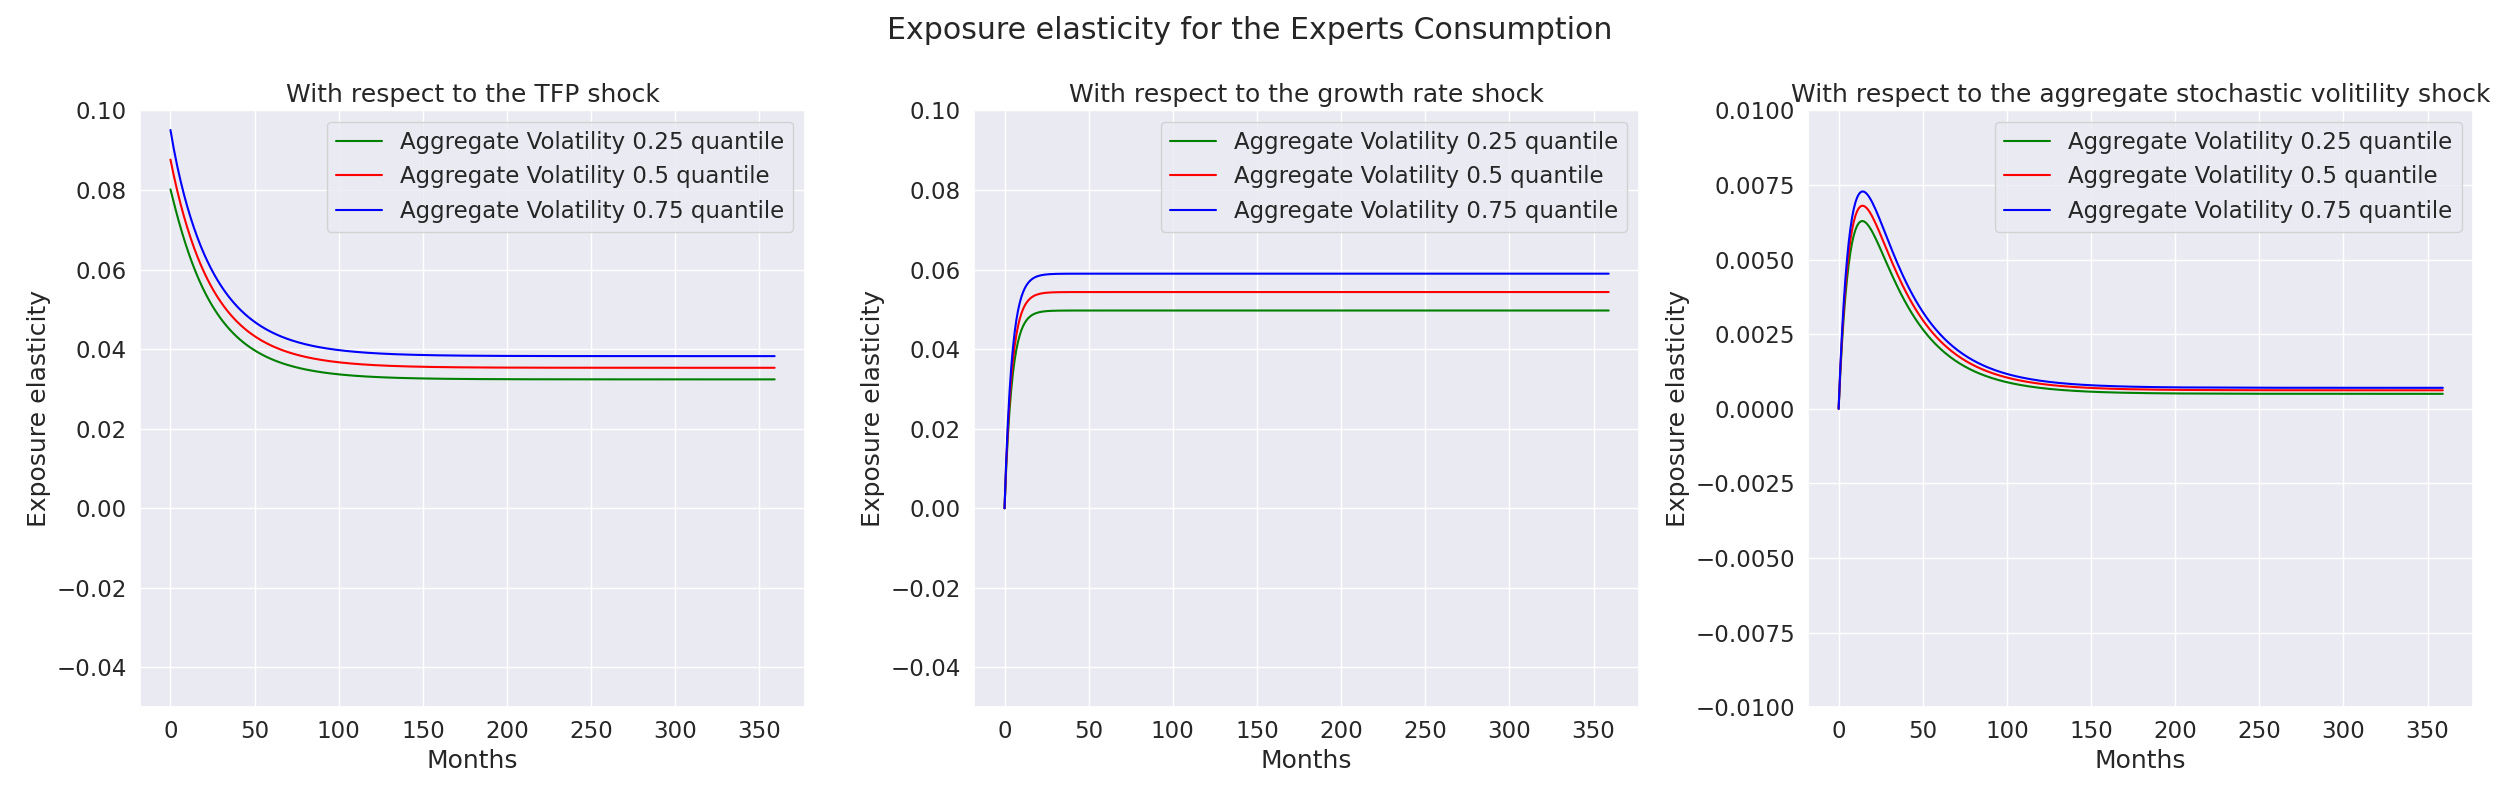 Exposure elasticity for the Experts Consumption
With respect to the TFP shock
0.10
0.08
0.06
0.04
0.02
0.00
−0.02
−0.04
Exposure elasticity
Aggregate Volatility 0.25 quantile
Aggregate Volatility 0.5 quantile
Aggregate Volatility 0.75 quantile
0 50 100 150 200 250 300 350
Months
With respect to the growth rate shock
0.10
0.08
0.06
0.04
0.02
0.00
−0.02
−0.04
Exposure elasticity
Aggregate Volatility 0.25 quantile
Aggregate Volatility 0.5 quantile
Aggregate Volatility 0.75 quantile
0 50 100 150 200 250 300 350
Months
With respect to the aggregate stochastic volitility shock
0.0100
0.0075
0.0050
0.0025
0.0000
−0.0025
−0.0050
−0.0075
−0.0100
Exposure elasticity
Aggregate Volatility 0.25 quantile
Aggregate Volatility 0.5 quantile
Aggregate Volatility 0.75 quantile
0 50 100 150 200 250 300 350
Months